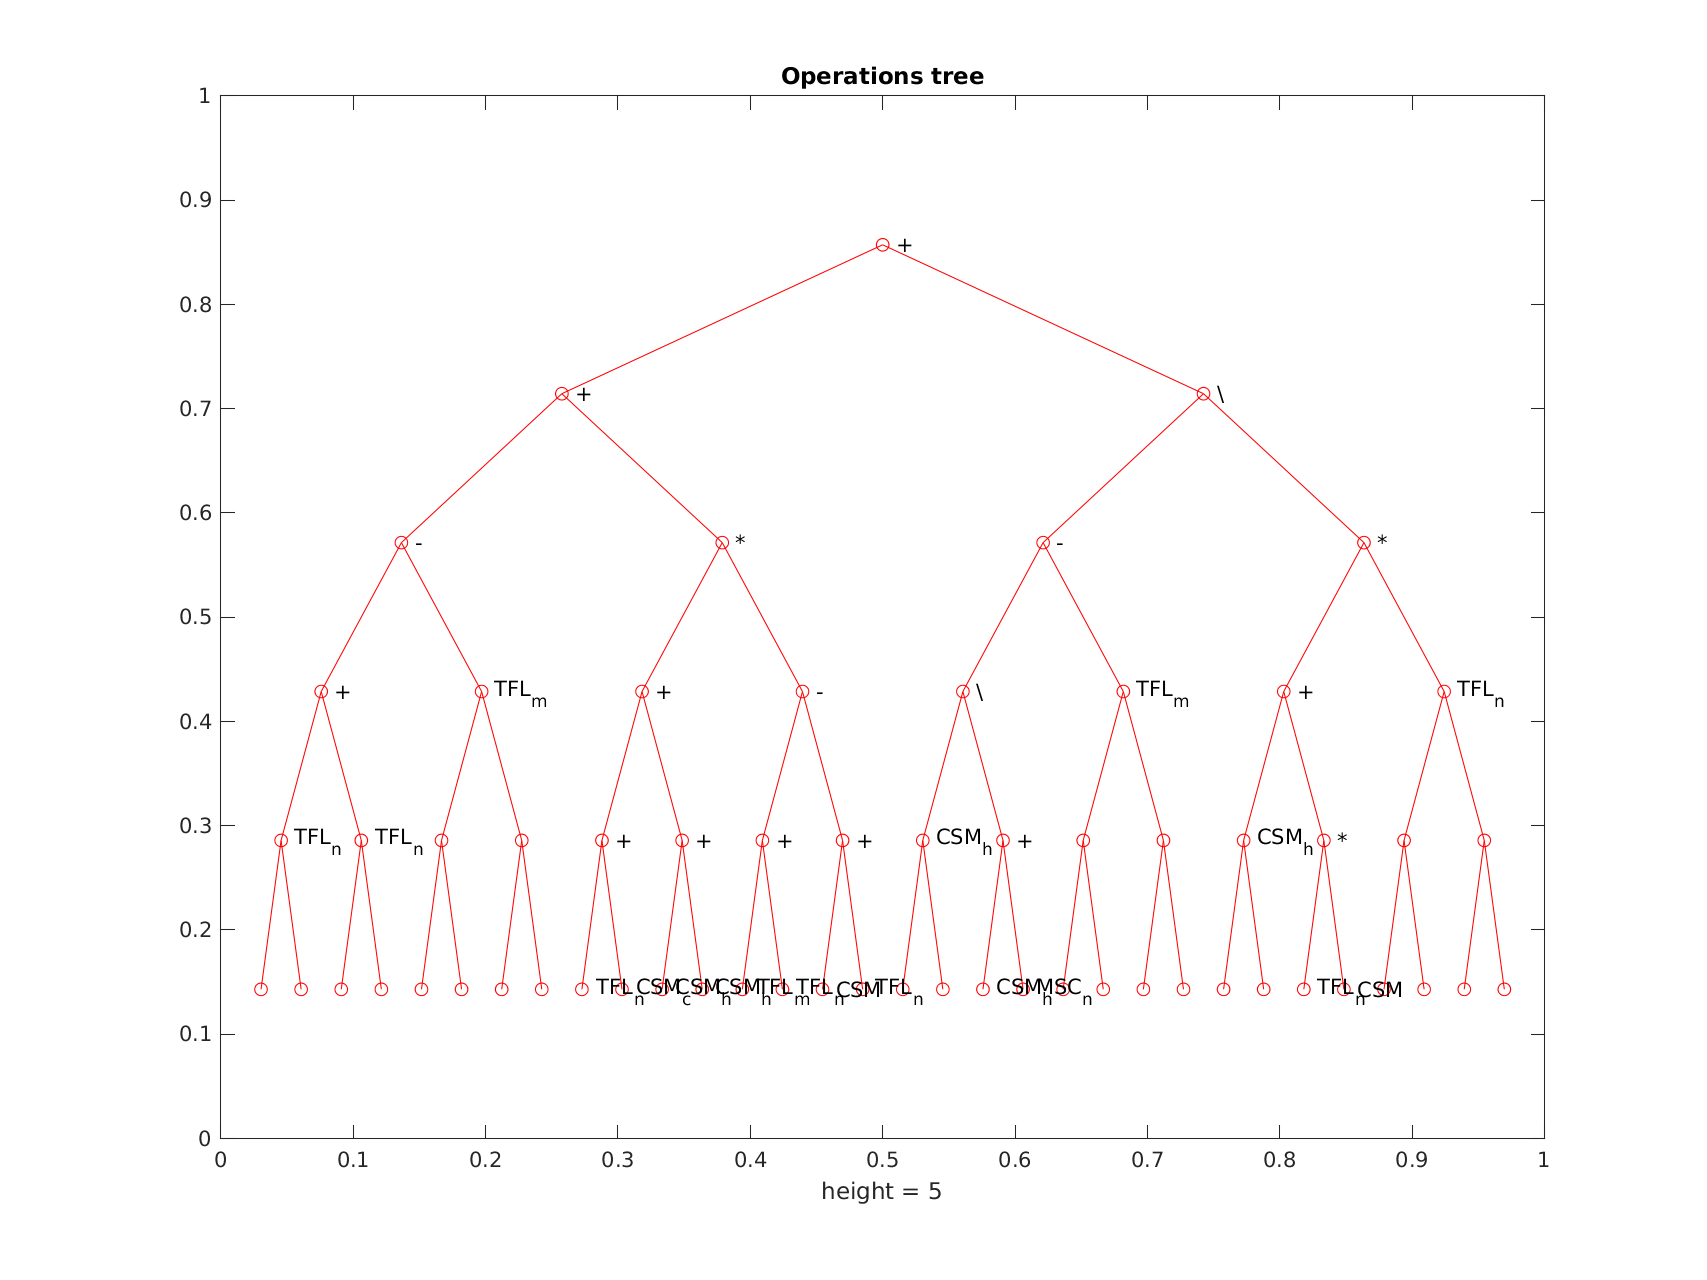 Operations tree
1
0.9
+
0.8
+ \
0.7
0.6
- * - *
0.5
+ TFL_m + - \ TFL_m + TFL_n
0.4
0.3
TFL_n TFL_n + + + + CSM_h + CSM_h *
0.2
TFL_n CSM_c CSM_h CSM_h TFL_m TFL_n CSM TFL_n CSM_h MSC_n TFL_n CSM
0.1
0
0 0.1 0.2 0.3 0.4 0.5 0.6 0.7 0.8 0.9 1
height = 5